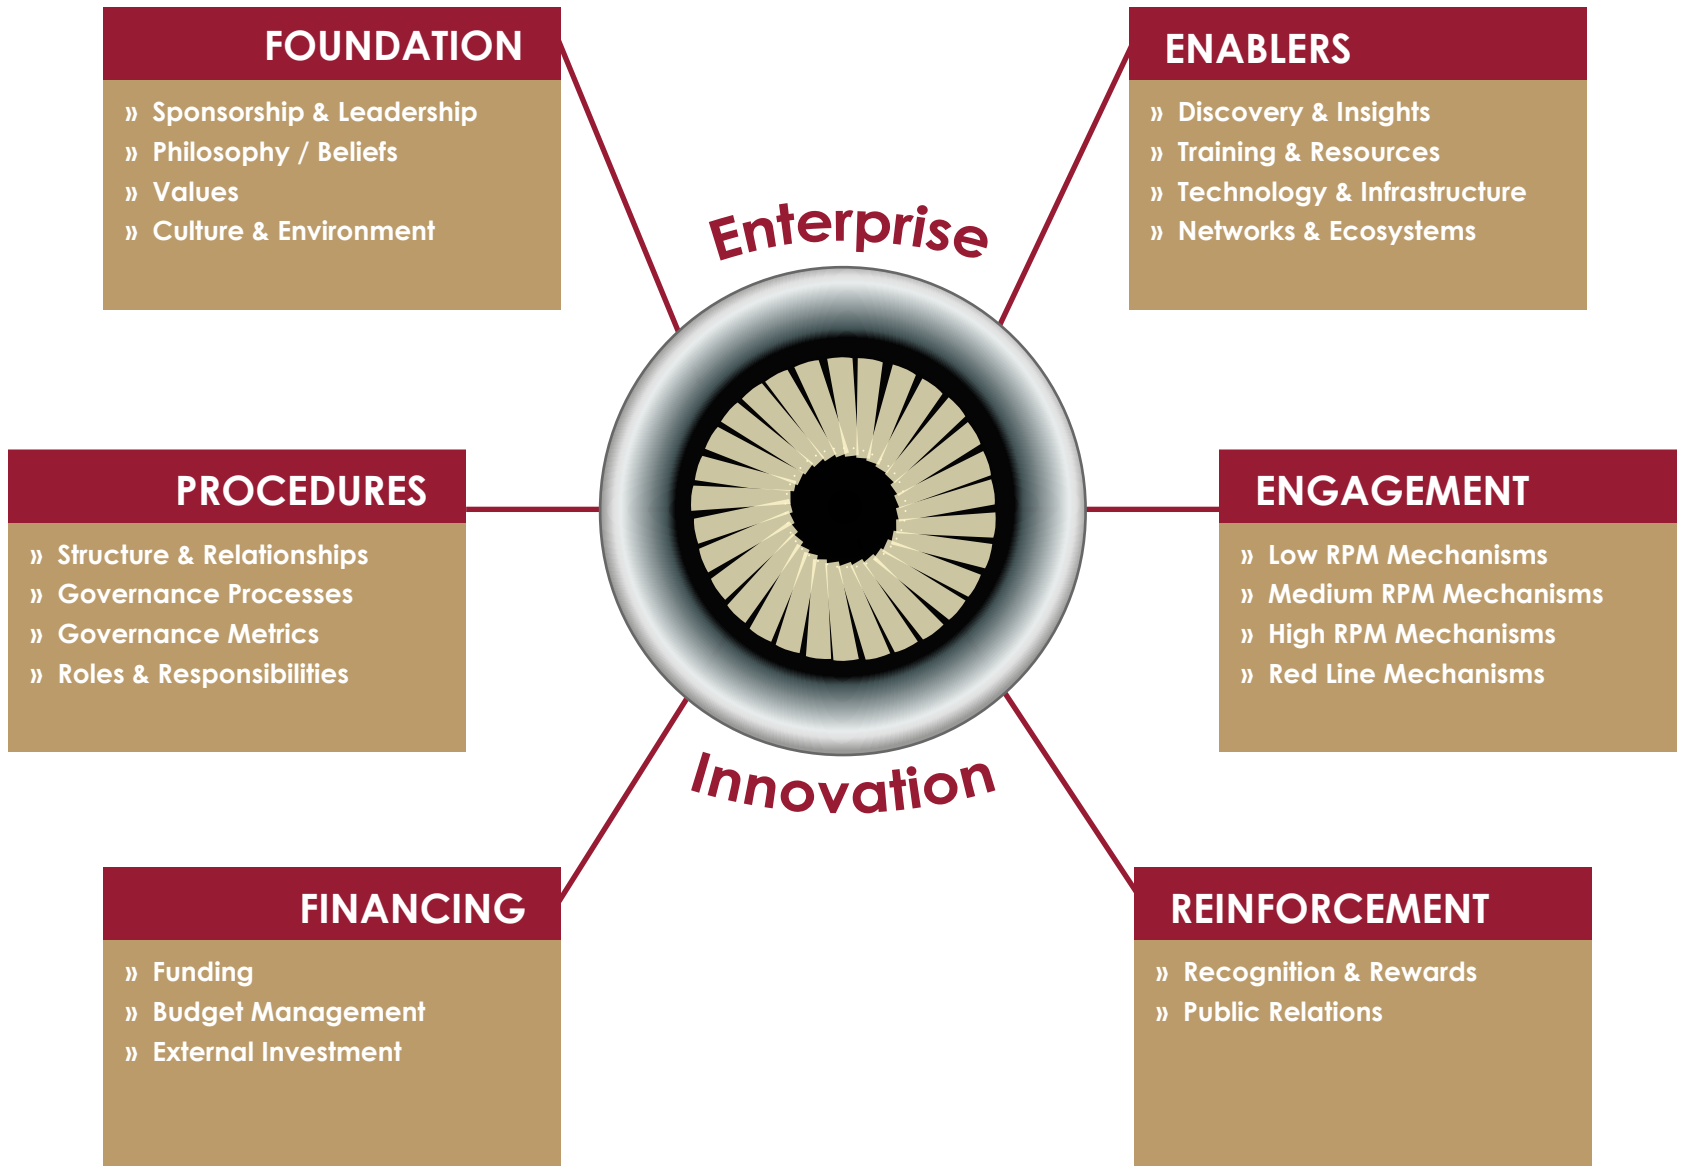 FOUNDATION
» Sponsorship & Leadership
» Philosophy / Beliefs
» Values
» Culture & Environment
ENABLERS
» Discovery & Insights
» Training & Resources
» Technology & Infrastructure
» Networks & Ecosystems
Enterprise
PROCEDURES
» Structure & Relationships
» Governance Processes
» Governance Metrics
» Roles & Responsibilities
ENGAGEMENT
» Low RPM Mechanisms
» Medium RPM Mechanisms
» High RPM Mechanisms
» Red Line Mechanisms
Innovation
FINANCING
» Funding
» Budget Management
» External Investment
REINFORCEMENT
» Recognition & Rewards
» Public Relations